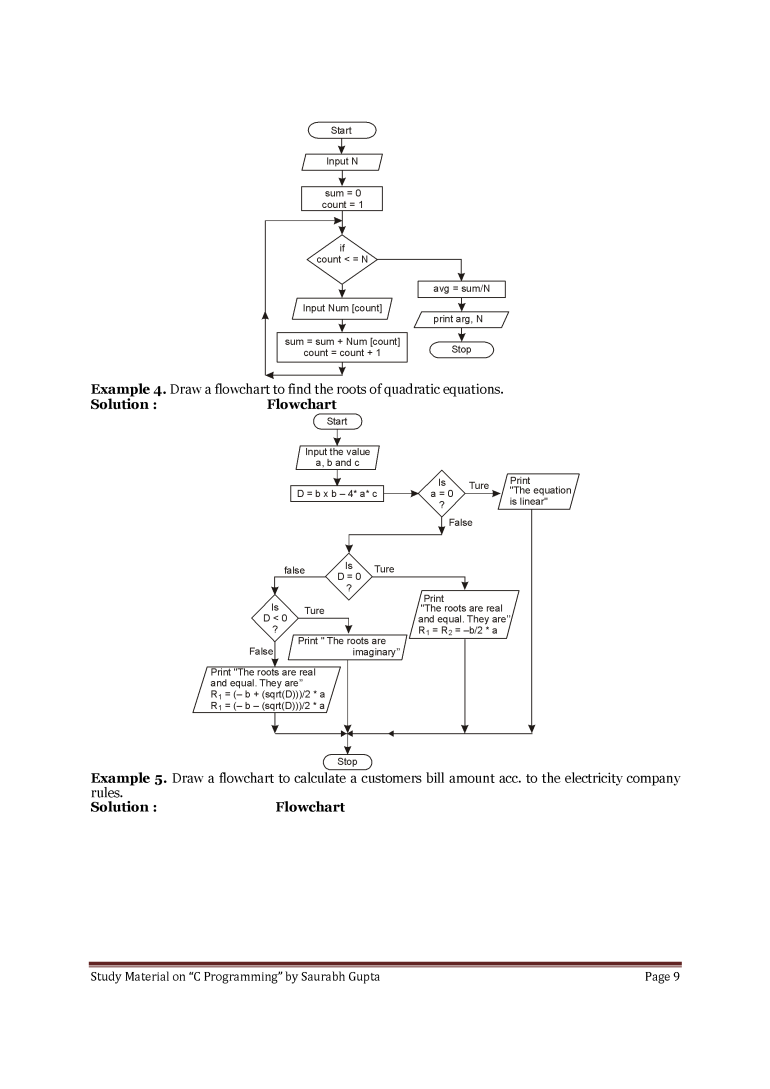 Start
Input N
sum = 0
count = 1
if
count < = N
avg = sum/N
Input Num [count]
print arg, N
sum = sum + Num [count]
count = count + 1
Stop
Example 4. Draw a flowchart to find the roots of quadratic equations.
Solution : Flowchart
Start
Input the value
a, b and c
D = b x b – 4* a* c
Is
a = 0
?
Ture
Print
"The equation
is linear"
False
Is
D = 0
?
false
Ture
Print
"The roots are real
and equal. They are"
R1 = R2 = –b/2 * a
Is
D < 0
?
Ture
Print " The roots are
imaginary"
False
Print "The roots are real
and equal. They are"
R1 = (– b + (sqrt(D)))/2 * a
R1 = (– b – (sqrt(D)))/2 * a
Stop
Example 5. Draw a flowchart to calculate a customers bill amount acc. to the electricity company
rules.
Solution : Flowchart
Study Material on “C Programming” by Saurabh Gupta Page 9